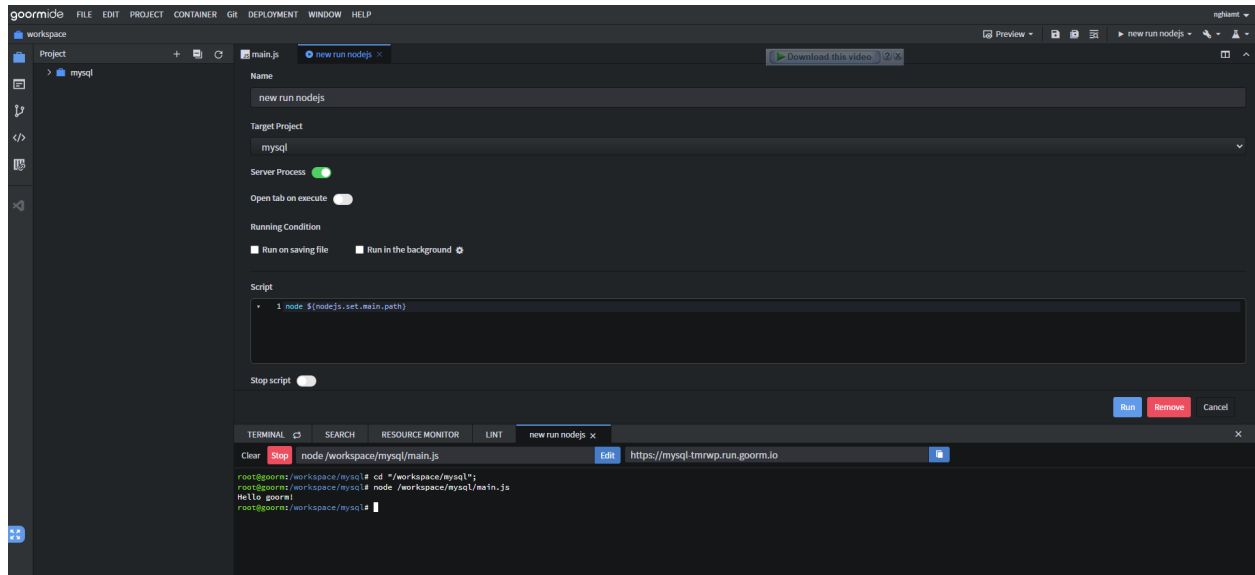 goormide FILE EDIT PROJECT CONTAINER Git DEPLOYMENT WINDOW HELP nghiamt
workspace Preview new run nodejs
Project main.js new run nodejs Download this video ? X
mysql
Name
new run nodejs
Target Project
mysql
Server Process
Open tab on execute
Running Condition
Run on saving file Run in the background
Script
1 node ${nodejs.set.main.path}
Stop script
Run Remove Cancel
TERMINAL SEARCH RESOURCE MONITOR LINT new run nodejs x
Clear Stop node /workspace/mysql/main.js Edit https://mysql-tmrwp.run.goorm.io
root@goorm:/workspace/mysql# cd "/workspace/mysql";
root@goorm:/workspace/mysql# node /workspace/mysql/main.js
Hello goorm!
root@goorm:/workspace/mysql#